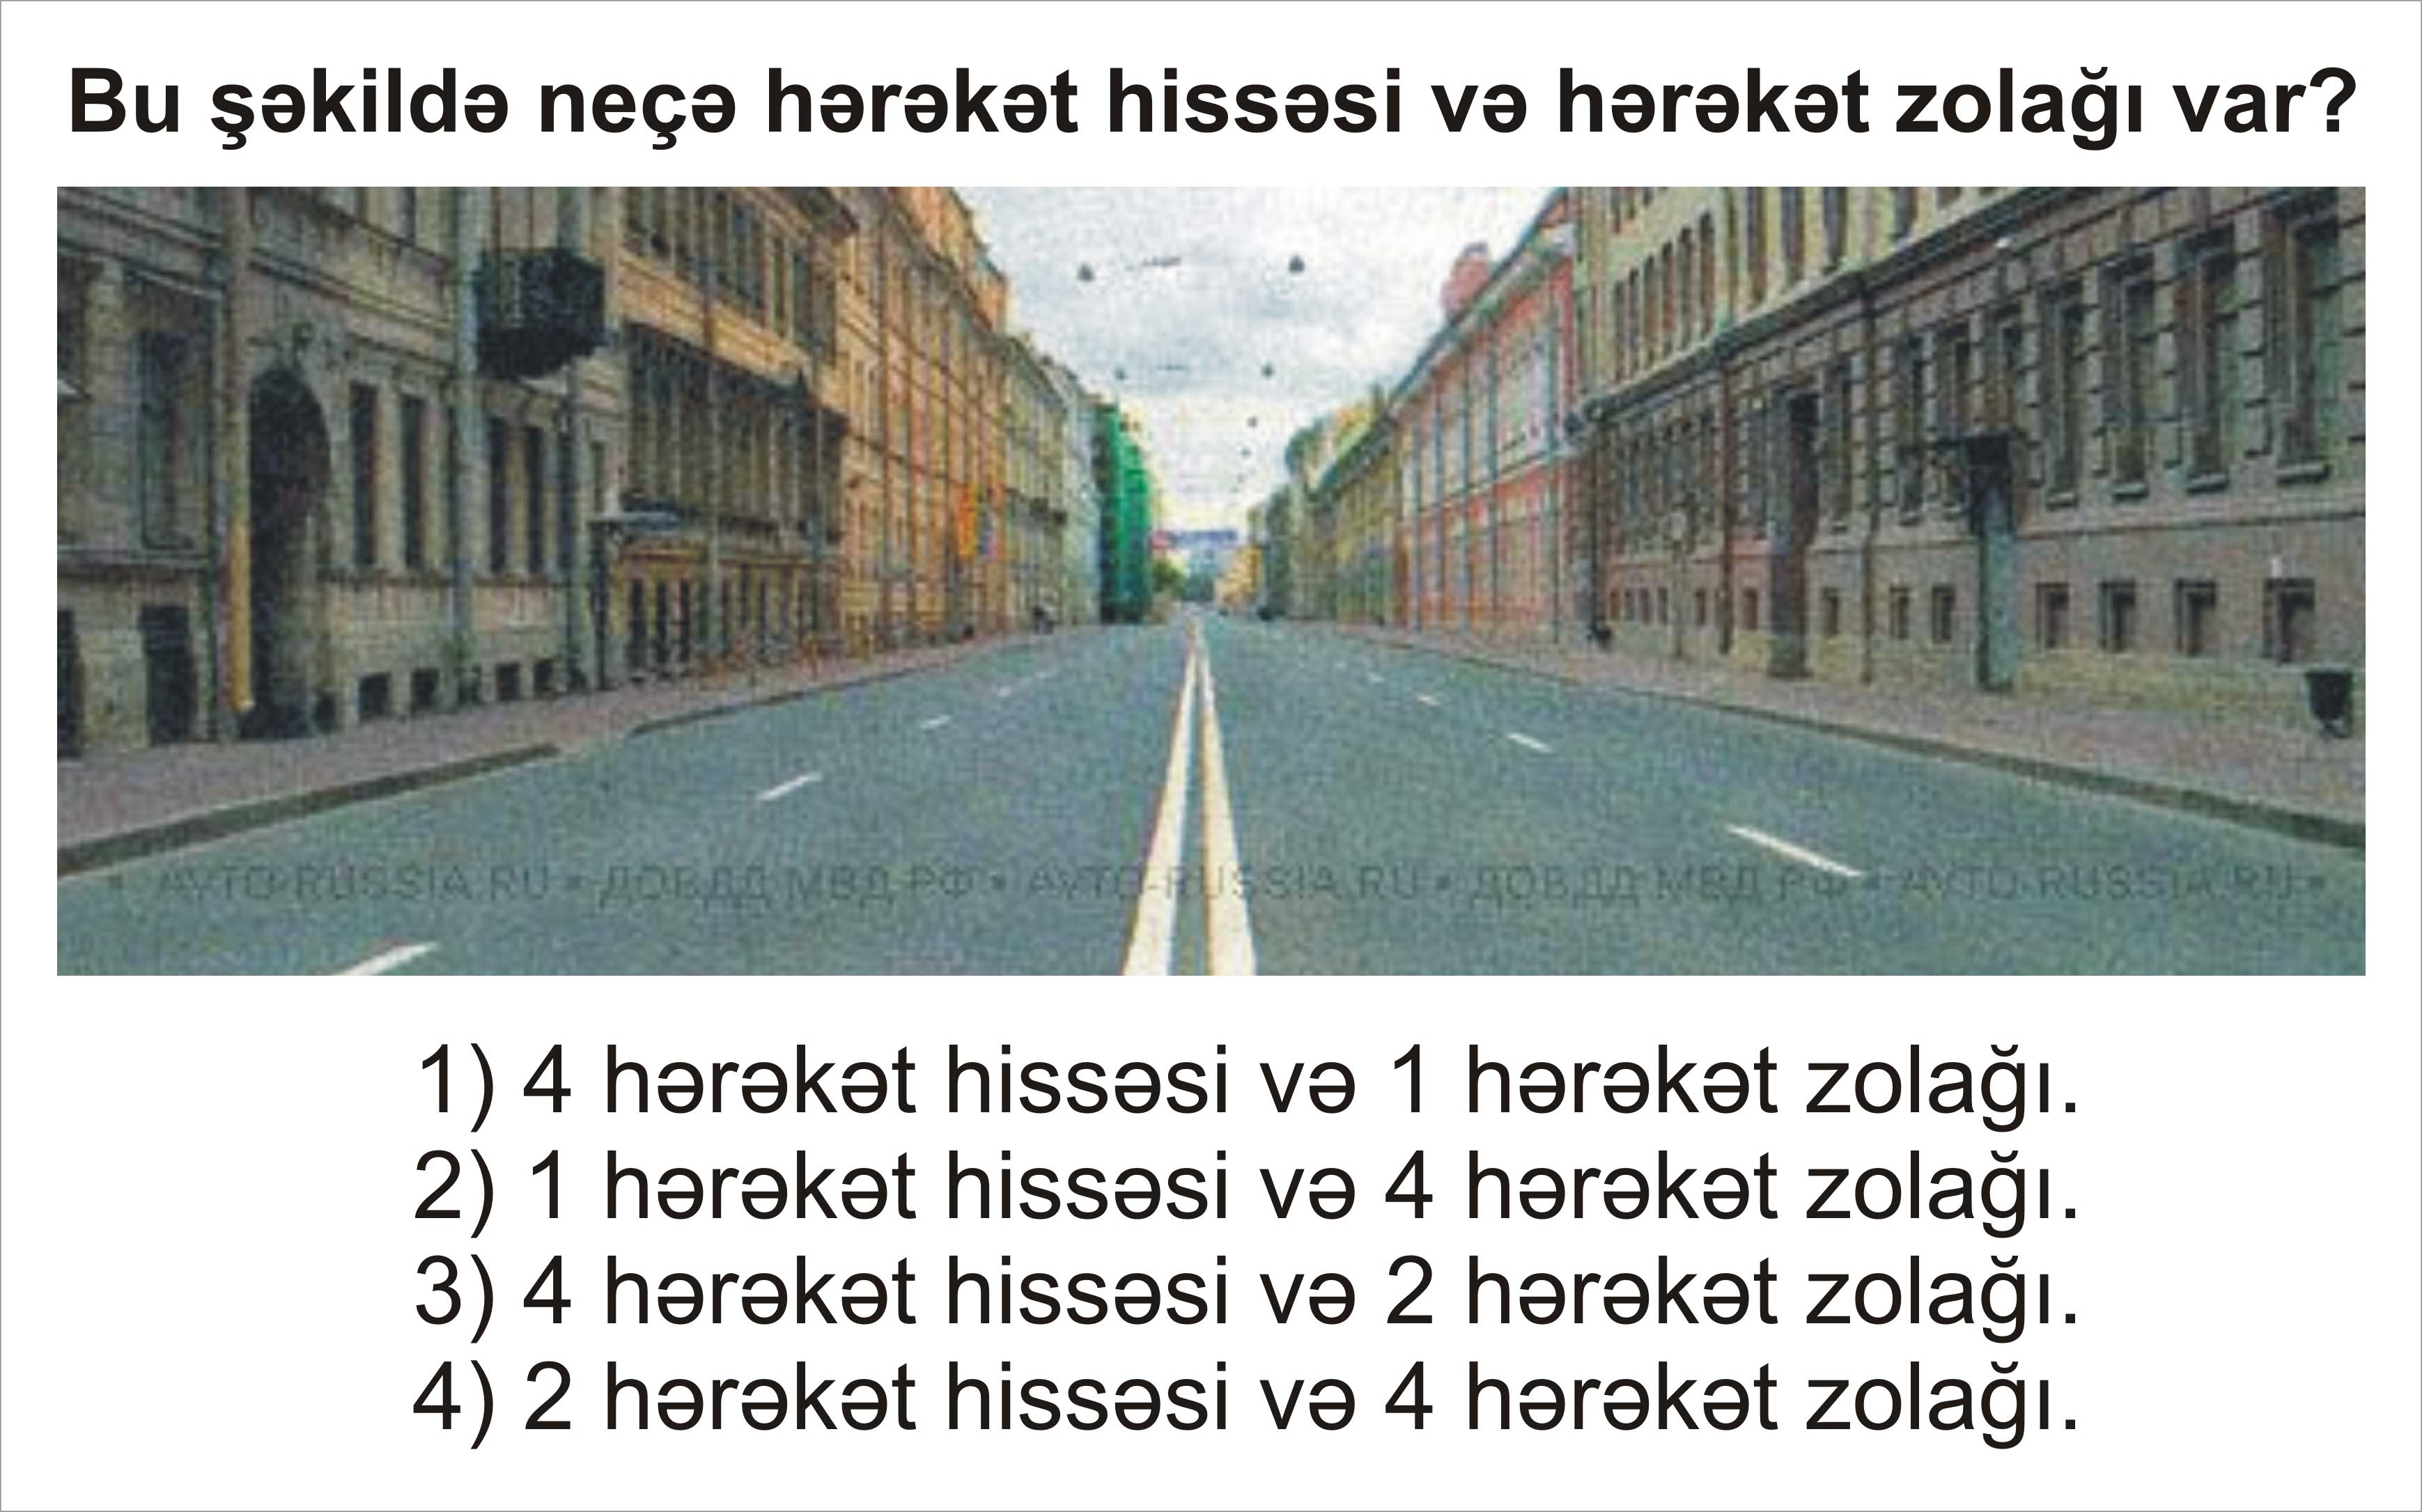 Bu şəkildə neçə hərəkət hissəsi və hərəkət zolağı var?
• AVTO-RUSSIA.RU • ДОБДД МВД РФ • AVTO-RUSSIA.RU • ДОБДД МВД РФ • AVTO-RUSSIA.RU •
1) 4 hərəkət hissəsi və 1 hərəkət zolağı.
2) 1 hərəkət hissəsi və 4 hərəkət zolağı.
3) 4 hərəkət hissəsi və 2 hərəkət zolağı.
4) 2 hərəkət hissəsi və 4 hərəkət zolağı.